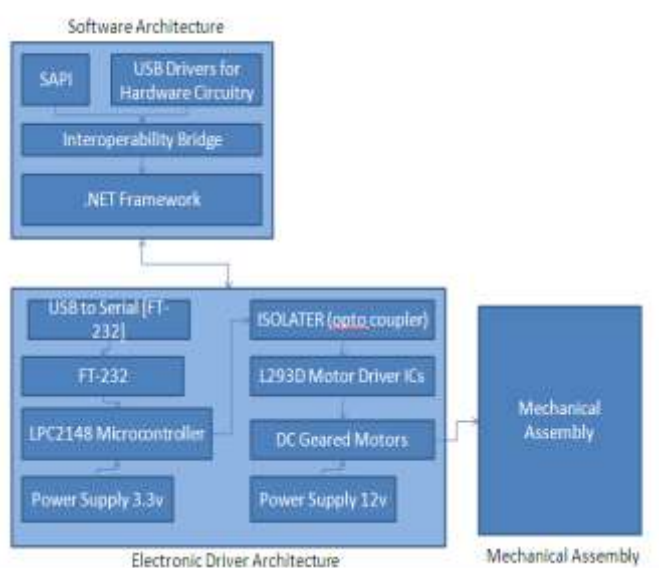 Software Architecture
SAPI
USB Drivers for
Hardware Circuitry
Interoperability Bridge
.NET Framework
USB to Serial [FT-
232]
FT-232
LPC2148 Microcontroller
Power Supply 3.3v
ISOLATER (opto coupler)
L293D Motor Driver ICs
DC Geared Motors
Power Supply 12v
Mechanical
Assembly
Electronic Driver Architecture
Mechanical Assembly